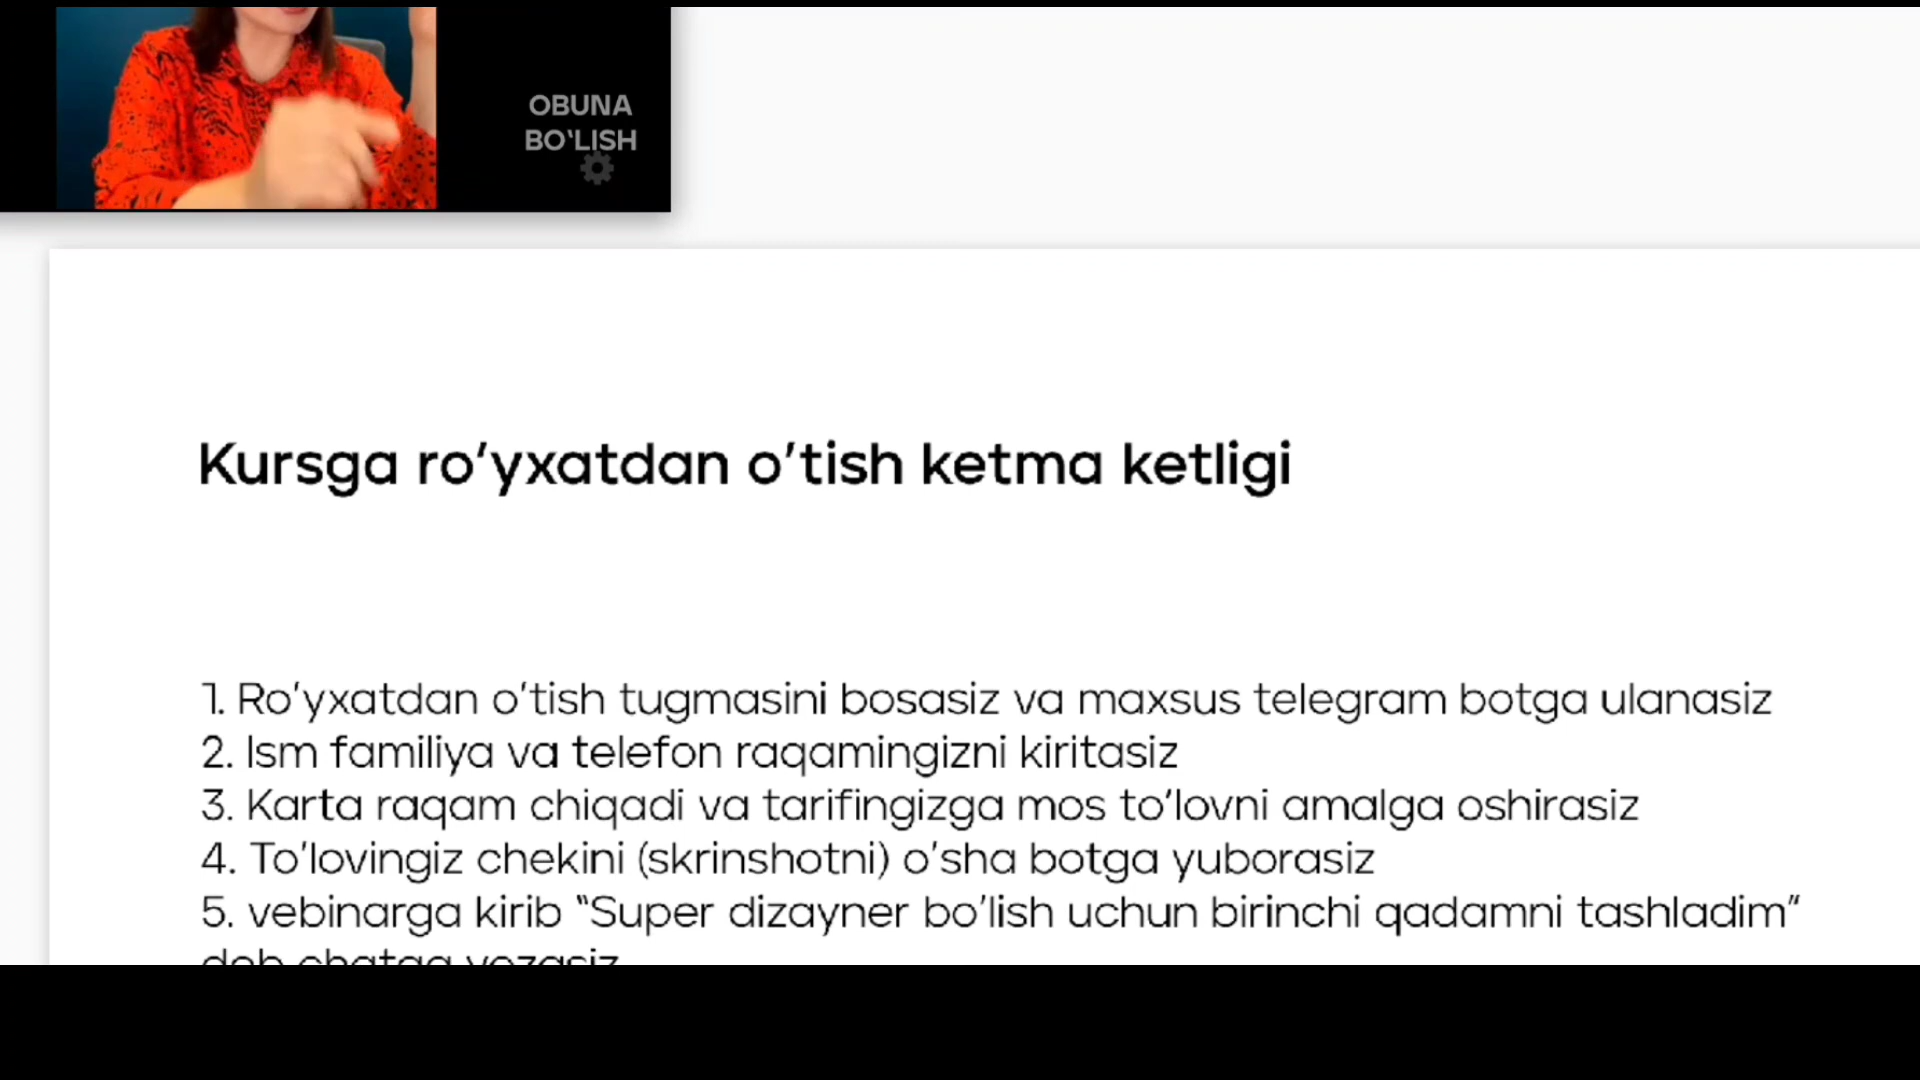 OBUNA
BO‘LISH
Kursga ro’yxatdan o’tish ketma ketligi
1. Ro’yxatdan o’tish tugmasini bosasiz va maxsus telegram botga ulanasiz
2. Ism familiya va telefon raqamingizni kiritasiz
3. Karta raqam chiqadi va tarifingizga mos to’lovni amalga oshirasiz
4. To’lovingiz chekini (skrinshotni) o’sha botga yuborasiz
5. vebinarga kirib “Super dizayner bo’lish uchun birinchi qadamni tashladim”
deb chatga yozasiz